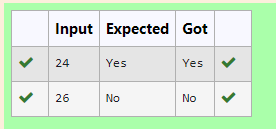 Input Expected Got
24 Yes Yes
26 No No